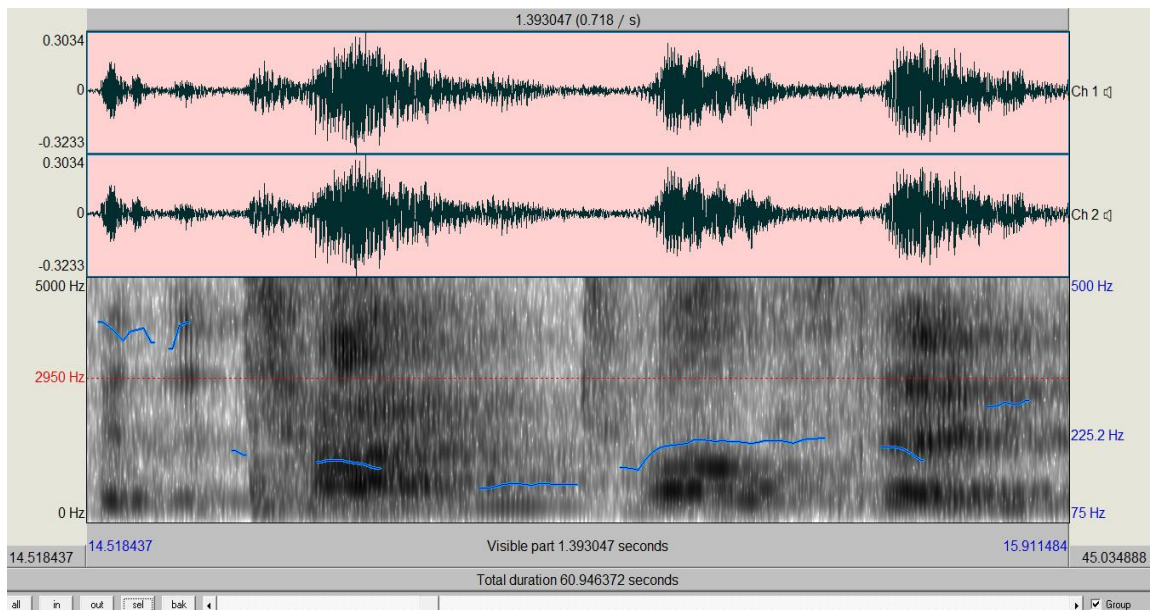 1.393047 (0.718 / s)
0.3034
0
-0.3233
Ch 1
0.3034
0
-0.3233
Ch 2
5000 Hz
500 Hz
2950 Hz
225.2 Hz
0 Hz
75 Hz
14.518437
14.518437
Visible part 1.393047 seconds
15.911484
45.034888
Total duration 60.946372 seconds
all
in
out
sel
bak
Group